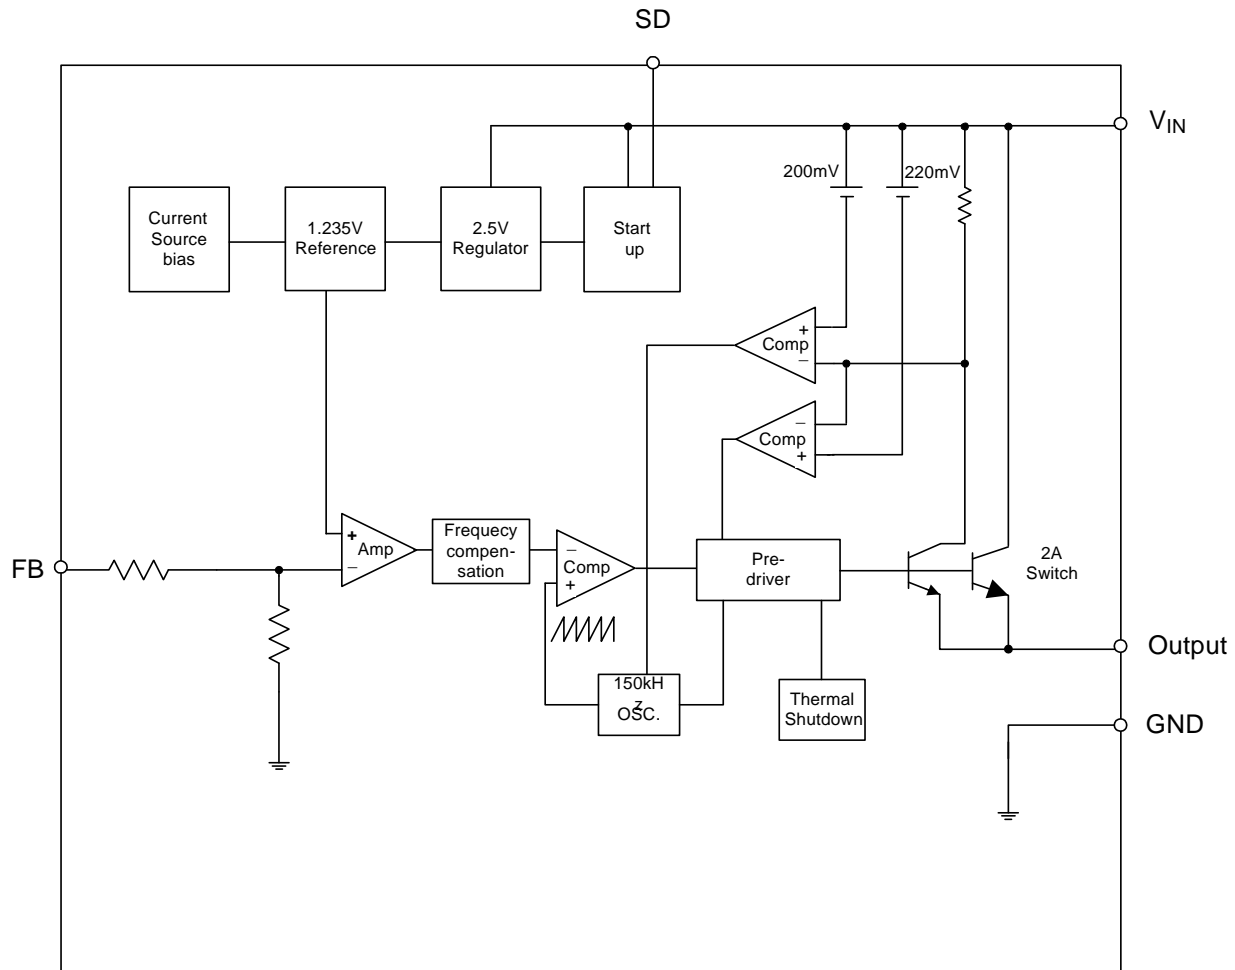 SD
V_IN
200mV
220mV
Current
Source
bias
1.235V
Reference
2.5V
Regulator
Start
up
+
Comp
−
−
Comp
+
FB
+
Amp
−
Frequecy
compen-
sation
−
Comp
+
Pre-
driver
2A
Switch
Output
150kH
z
OSC.
Thermal
Shutdown
GND